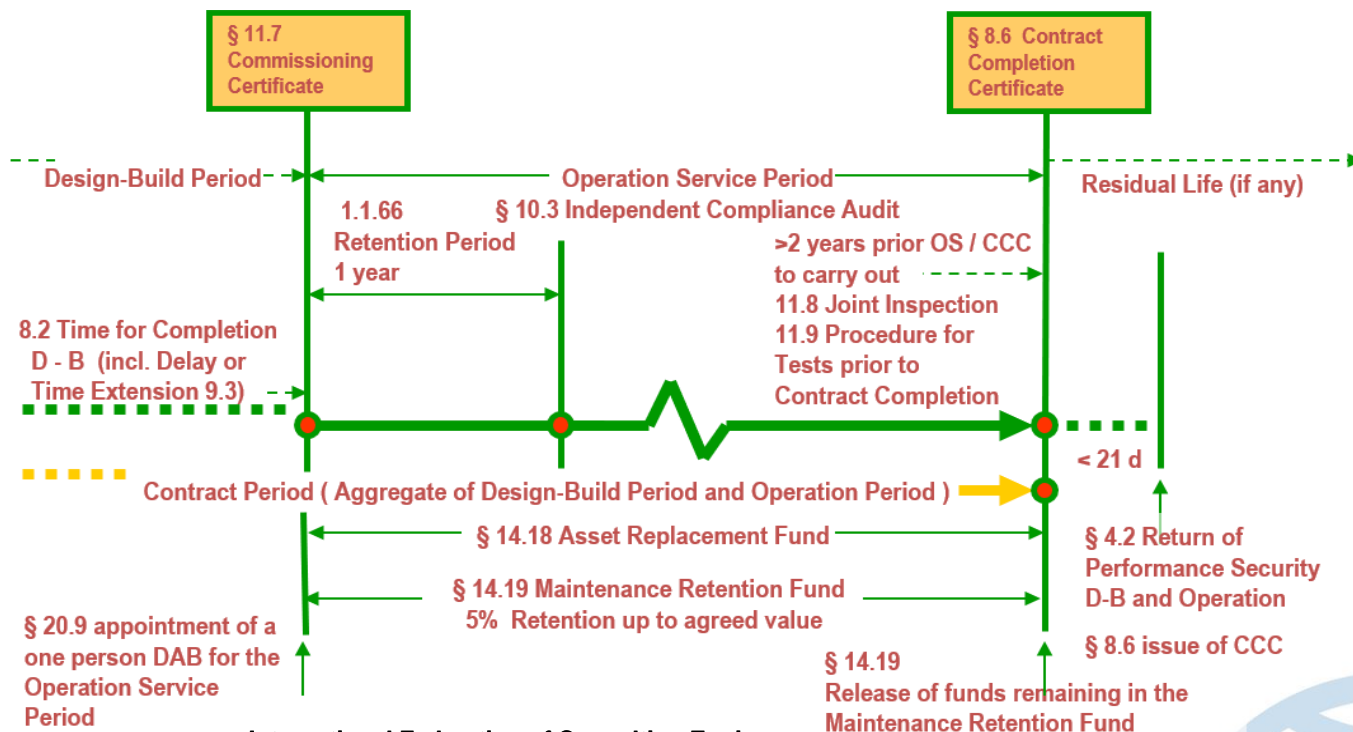 § 11.7
Commissioning
Certificate
§ 8.6 Contract
Completion
Certificate
Design-Build Period
Operation Service Period
Residual Life (if any)
1.1.66
Retention Period
1 year
§ 10.3 Independent Compliance Audit
>2 years prior OS / CCC
to carry out
11.8 Joint Inspection
11.9 Procedure for
Tests prior to
Contract Completion
8.2 Time for Completion
D - B (incl. Delay or
Time Extension 9.3)
< 21 d
Contract Period ( Aggregate of Design-Build Period and Operation Period )
§ 14.18 Asset Replacement Fund
§ 14.19 Maintenance Retention Fund
5% Retention up to agreed value
§ 4.2 Return of
Performance Security
D-B and Operation
§ 8.6 issue of CCC
§ 20.9 appointment of a
one person DAB for the
Operation Service
Period
§ 14.19
Release of funds remaining in the
Maintenance Retention Fund